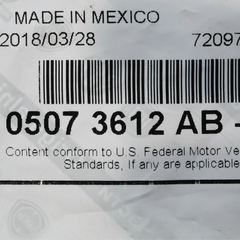 MADE IN MEXICO
2018/03/28 72097
0507 3612 AB -
Content conform to U.S. Federal Motor Ve
Standards, If any are applicable